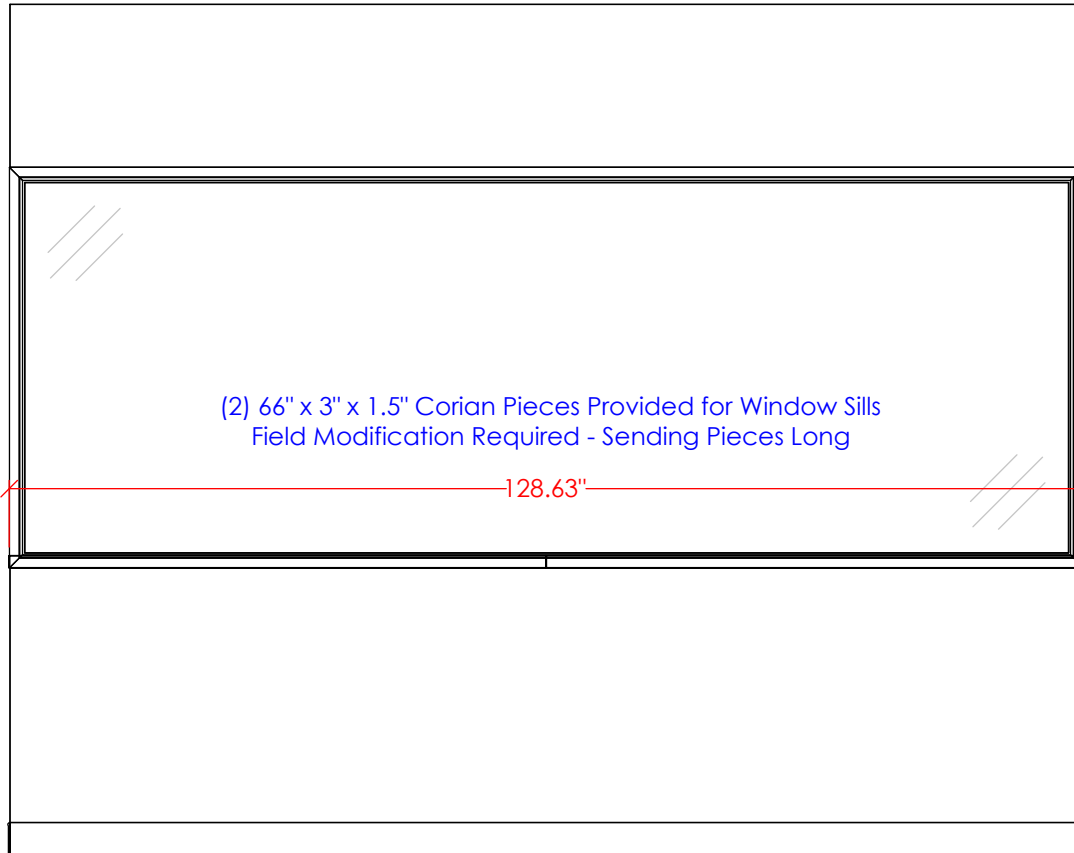 (2) 66" x 3" x 1.5" Corian Pieces Provided for Window Sills
Field Modification Required - Sending Pieces Long
128.63"